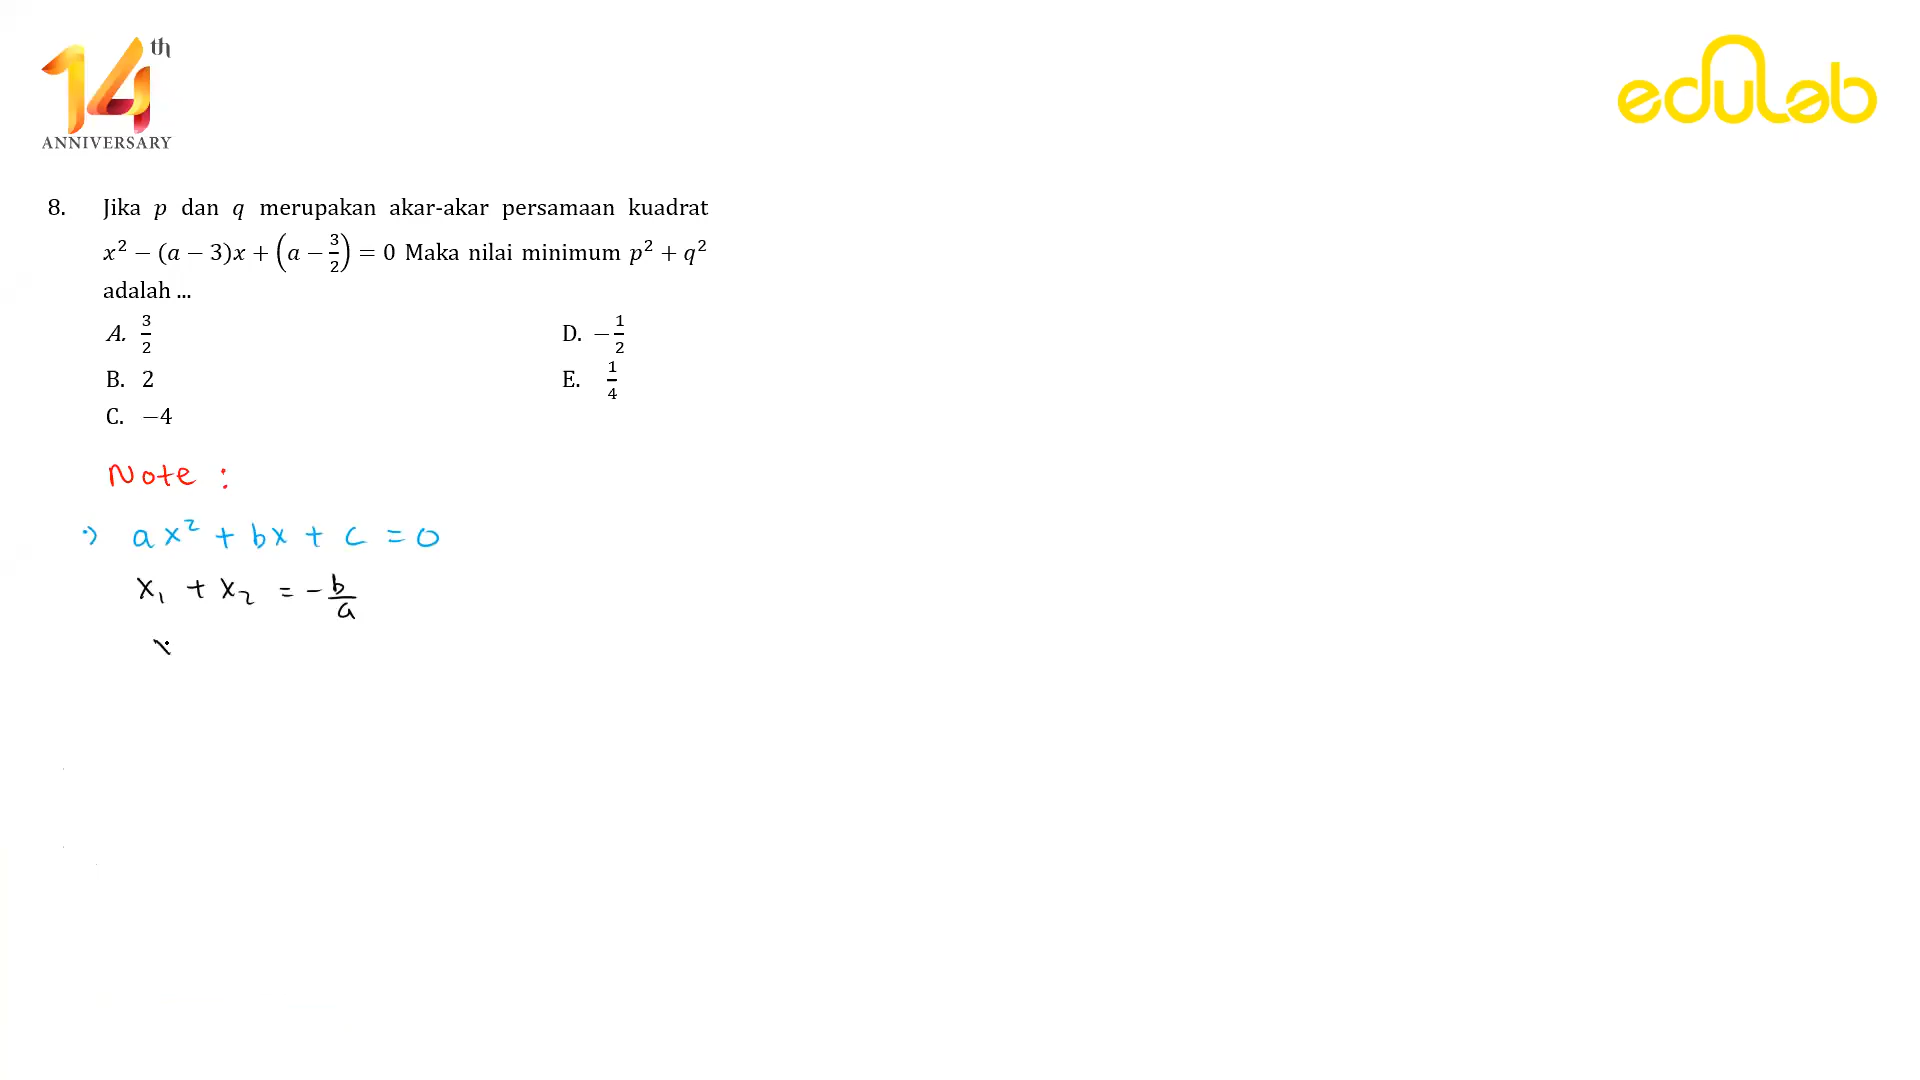 14th
ANNIVERSARY
edulab
8. Jika p dan q merupakan akar-akar persamaan kuadrat
x² − (a − 3)x + (a − 3/2) = 0 Maka nilai minimum p² + q²
adalah ...
A. 3/2
B. 2
C. −4
D. −1/2
E. 1/4
Note :
ax² + bx + c = 0
x₁ + x₂ = -b/a